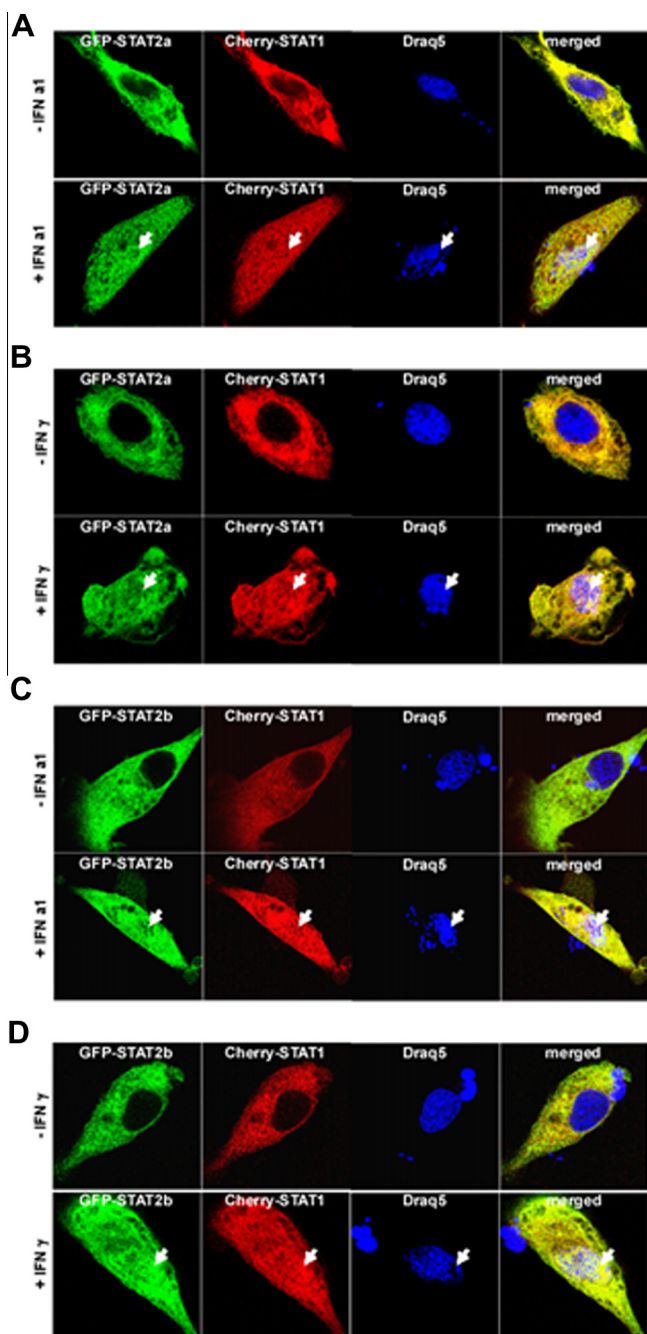 A
GFP-STAT2a Cherry-STAT1 Draq5 merged
- IFN a1
GFP-STAT2a Cherry-STAT1 Draq5 merged
+ IFN a1
B
GFP-STAT2a Cherry-STAT1 Draq5 merged
- IFN γ
GFP-STAT2a Cherry-STAT1 Draq5 merged
+ IFN γ
C
GFP-STAT2b Cherry-STAT1 Draq5 merged
- IFN a1
GFP-STAT2b Cherry-STAT1 Draq5 merged
+ IFN a1
D
GFP-STAT2b Cherry-STAT1 Draq5 merged
- IFN γ
GFP-STAT2b Cherry-STAT1 Draq5 merged
+ IFN γ